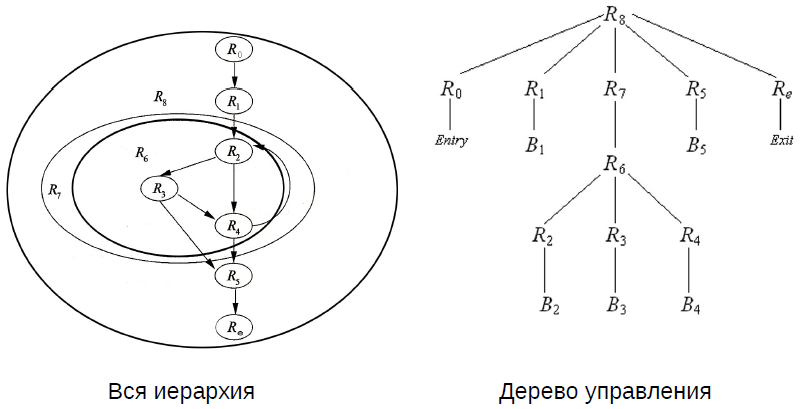 R0
R1
R8
R2
R6
R3
R7
R4
R5
Re
Вся иерархия
R8
R0 R1 R7 R5 Re
Entry B1 B5 Exit
R6
R2 R3 R4
B2 B3 B4
Дерево управления